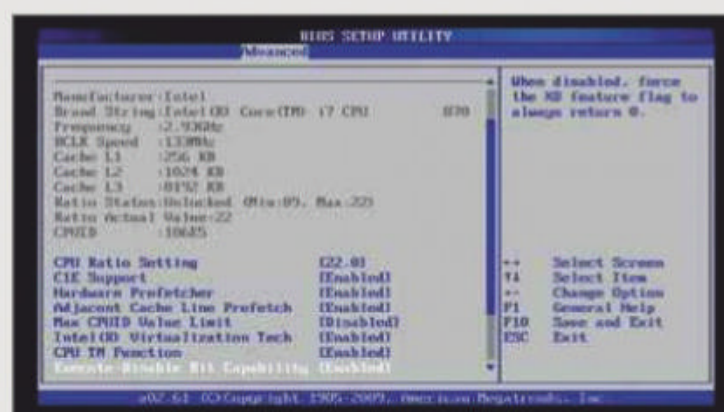 BIOS SETUP UTILITY
Advanced
Manufacturer:Intel
Brand String:Intel(R) Core(TM) i7 CPU 870
Frequency :2.93GHz
BCLK Speed :133MHz
Cache L1 :256 KB
Cache L2 :1024 KB
Cache L3 :8192 KB
Ratio Status:Unlocked (Min:09, Max:22)
Ratio Actual Value:22
CPUID :106E5
CPU Ratio Setting [22.0]
C1E Support [Enabled]
Hardware Prefetcher [Enabled]
Adjacent Cache Line Prefetch [Enabled]
Max CPUID Value Limit [Disabled]
Intel(R) Virtualization Tech [Enabled]
CPU TM Function [Enabled]
Execute-Disable Bit Capability [Enabled]
When disabled, force
the XD feature flag to
always return 0.
↔ Select Screen
↑↓ Select Item
+- Change Option
F1 General Help
F10 Save and Exit
ESC Exit
v02.61 (C)Copyright 1985-2009, American Megatrends, Inc.